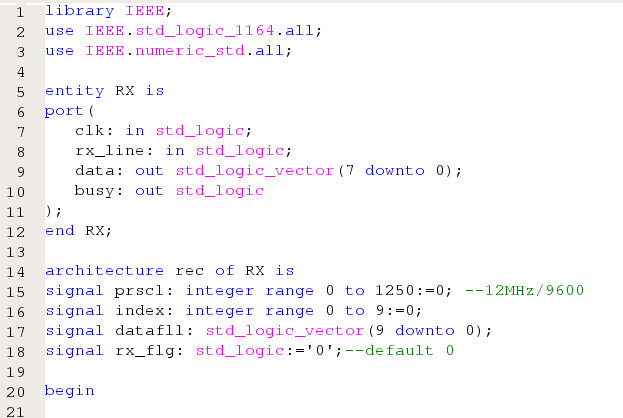 1 library IEEE;
2 use IEEE.std_logic_1164.all;
3 use IEEE.numeric_std.all;
4
5 entity RX is
6 port(
7 clk: in std_logic;
8 rx_line: in std_logic;
9 data: out std_logic_vector(7 downto 0);
10 busy: out std_logic
11 );
12 end RX;
13
14 architecture rec of RX is
15 signal prscl: integer range 0 to 1250:=0; --12MHz/9600
16 signal index: integer range 0 to 9:=0;
17 signal datafll: std_logic_vector(9 downto 0);
18 signal rx_flg: std_logic:='0';--default 0
19
20 begin
21